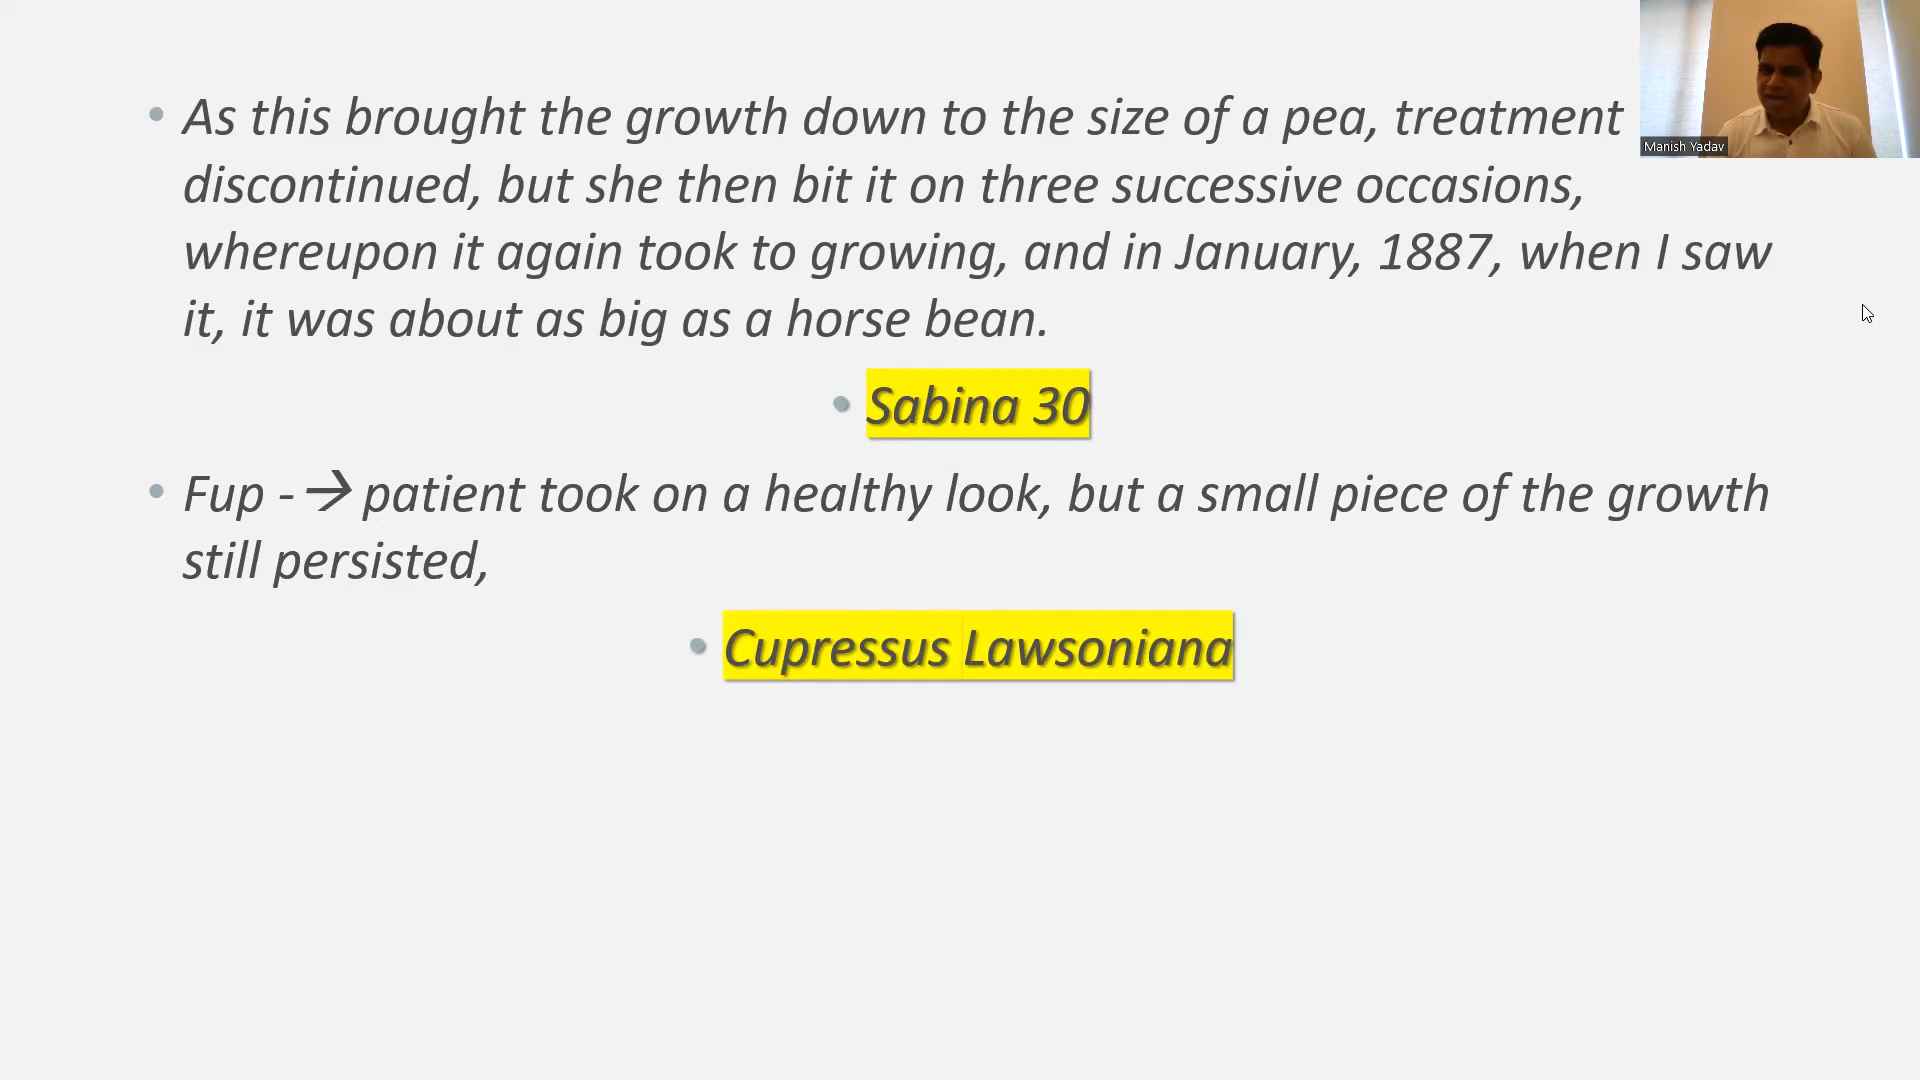 As this brought the growth down to the size of a pea, treatment
Manish Yadav
discontinued, but she then bit it on three successive occasions,
whereupon it again took to growing, and in January, 1887, when I saw
it, it was about as big as a horse bean.
Sabina 30
Fup -→ patient took on a healthy look, but a small piece of the growth
still persisted,
Cupressus Lawsoniana